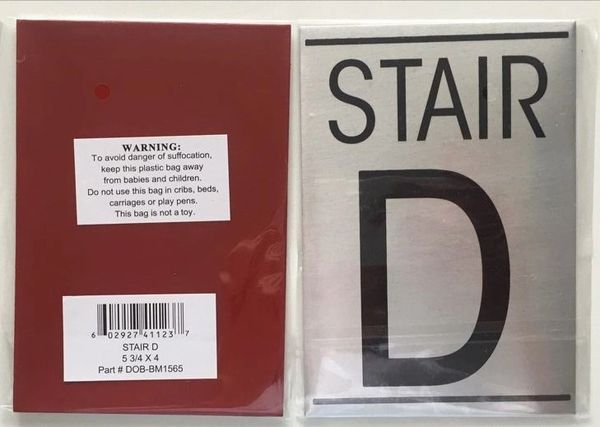 WARNING:
To avoid danger of suffocation,
keep this plastic bag away
from babies and children.
Do not use this bag in cribs, beds,
carriages or play pens.
This bag is not a toy.
6 02927 41123 7
STAIR D
5 3/4 X 4
Part # DOB-BM1565
STAIR
D